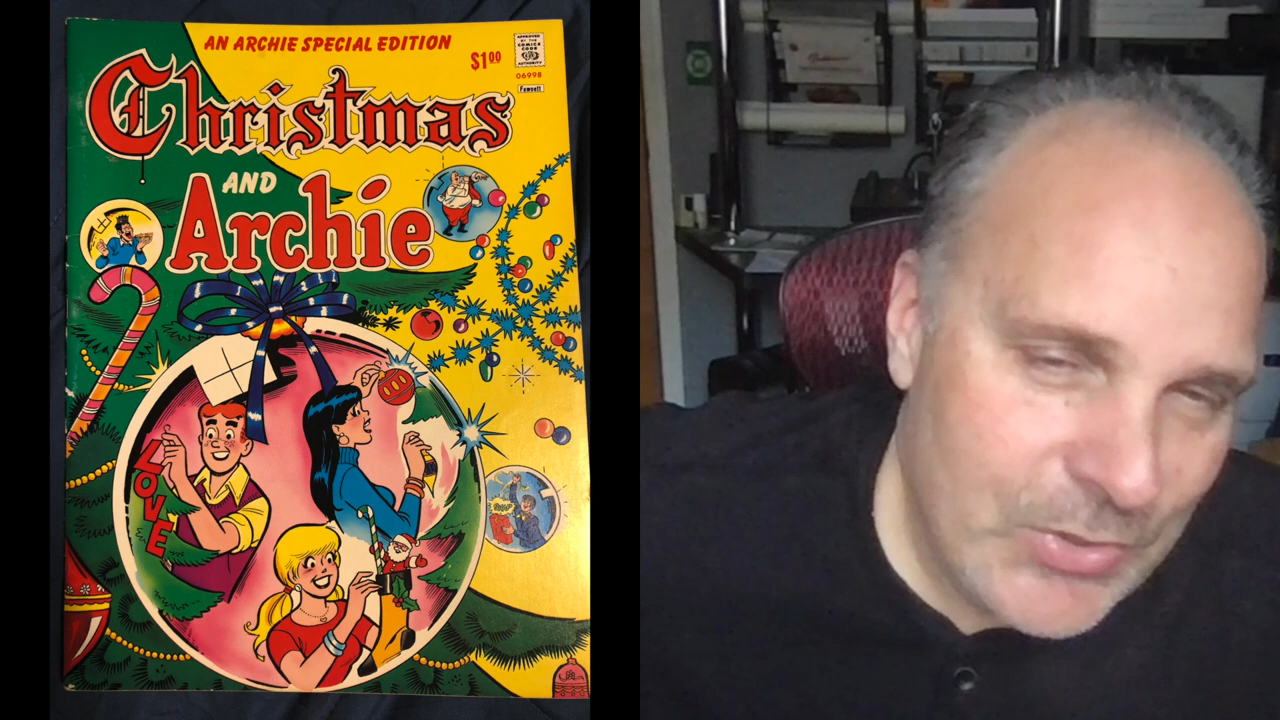 AN ARCHIE SPECIAL EDITION
$1.00
APPROVED
BY THE
COMICS
CODE
AUTHORITY
06998
Fawcett
Christmas
AND
Archie
LOVE